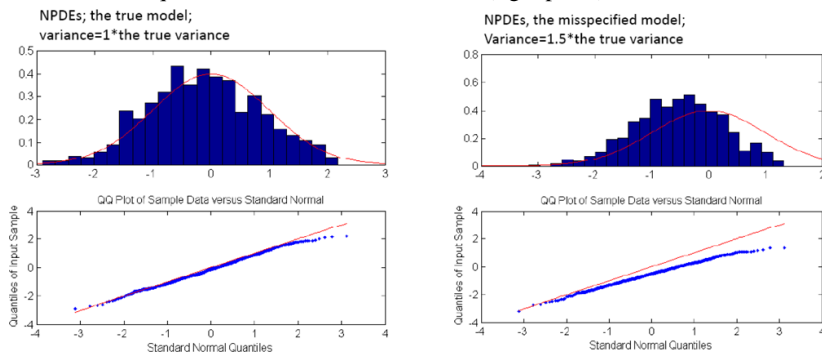 NPDEs; the true model;
variance=1*the true variance
0.5
0.4
0.3
0.2
0.1
0
-3 -2 -1 0 1 2 3
QQ Plot of Sample Data versus Standard Normal
Quantiles of Input Sample
4
2
0
-2
-4
-4 -3 -2 -1 0 1 2 3 4
Standard Normal Quantiles
NPDEs, the misspecified model;
Variance=1.5*the true variance
0.8
0.6
0.4
0.2
0
-4 -3 -2 -1 0 1 2
QQ Plot of Sample Data versus Standard Normal
Quantiles of Input Sample
4
2
0
-2
-4
-4 -3 -2 -1 0 1 2 3 4
Standard Normal Quantiles